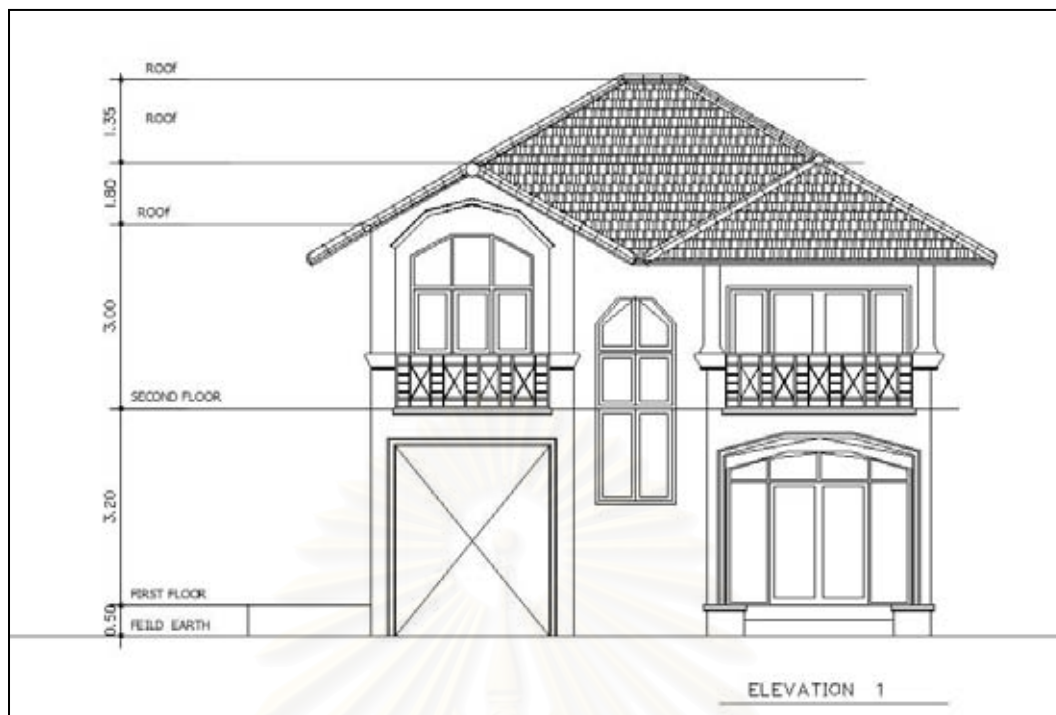 ROOf
1.35
ROOf
1.80
ROOf
3.00
SECOND FLOOR
3.20
FIRST FLOOR
0.50
FEILD EARTH
ELEVATION 1